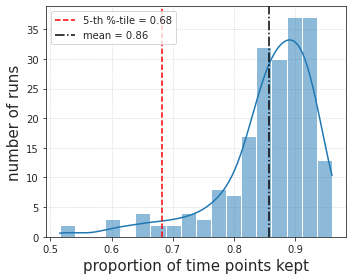 5-th %-tile = 0.68
mean = 0.86
35
30
25
20
15
10
5
0
number of runs
0.5 0.6 0.7 0.8 0.9
proportion of time points kept